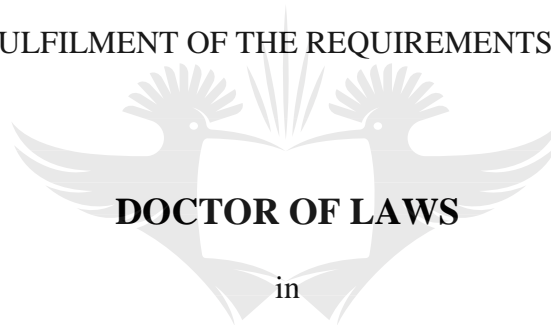 ULFILMENT OF THE REQUIREMENTS
DOCTOR OF LAWS
in